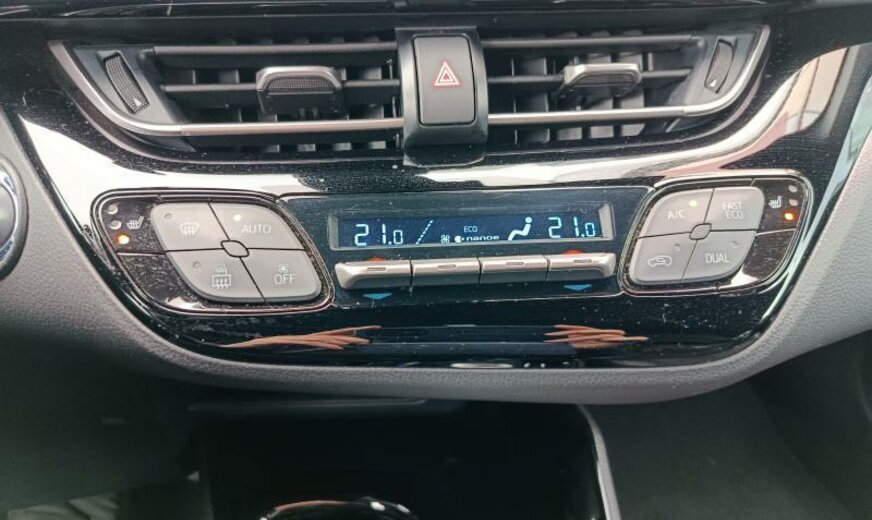 AUTO
OFF
21.0
ECO
nanoe
21.0
A/C
FAST
ECO
DUAL